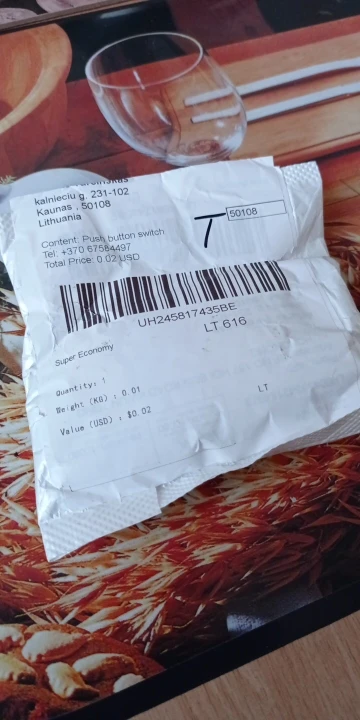 kalnieciu g. 231-102
Kaunas , 50108
Lithuania
50108
T
Content: Push button switch
Tel: +370 67584497
Total Price: 0.02 USD
UH245817435BE
LT 616
Super Economy
Quantity: 1
Weight (KG) : 0.01
LT
Value (USD) : $0.02